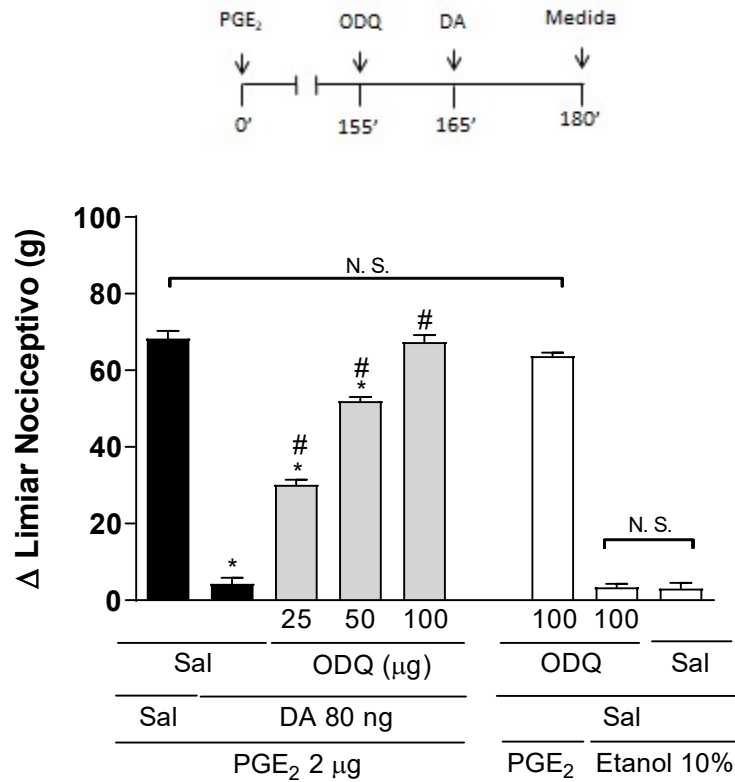 PGE₂ ODQ DA Medida
0' 155' 165' 180'
Δ Limiar Nociceptivo (g)
100
80
60
40
20
0
N. S.
*
#
*
#
*
#
N. S.
25 50 100 100 100
Sal ODQ (μg) ODQ Sal
Sal DA 80 ng Sal
PGE₂ 2 μg PGE₂ Etanol 10%